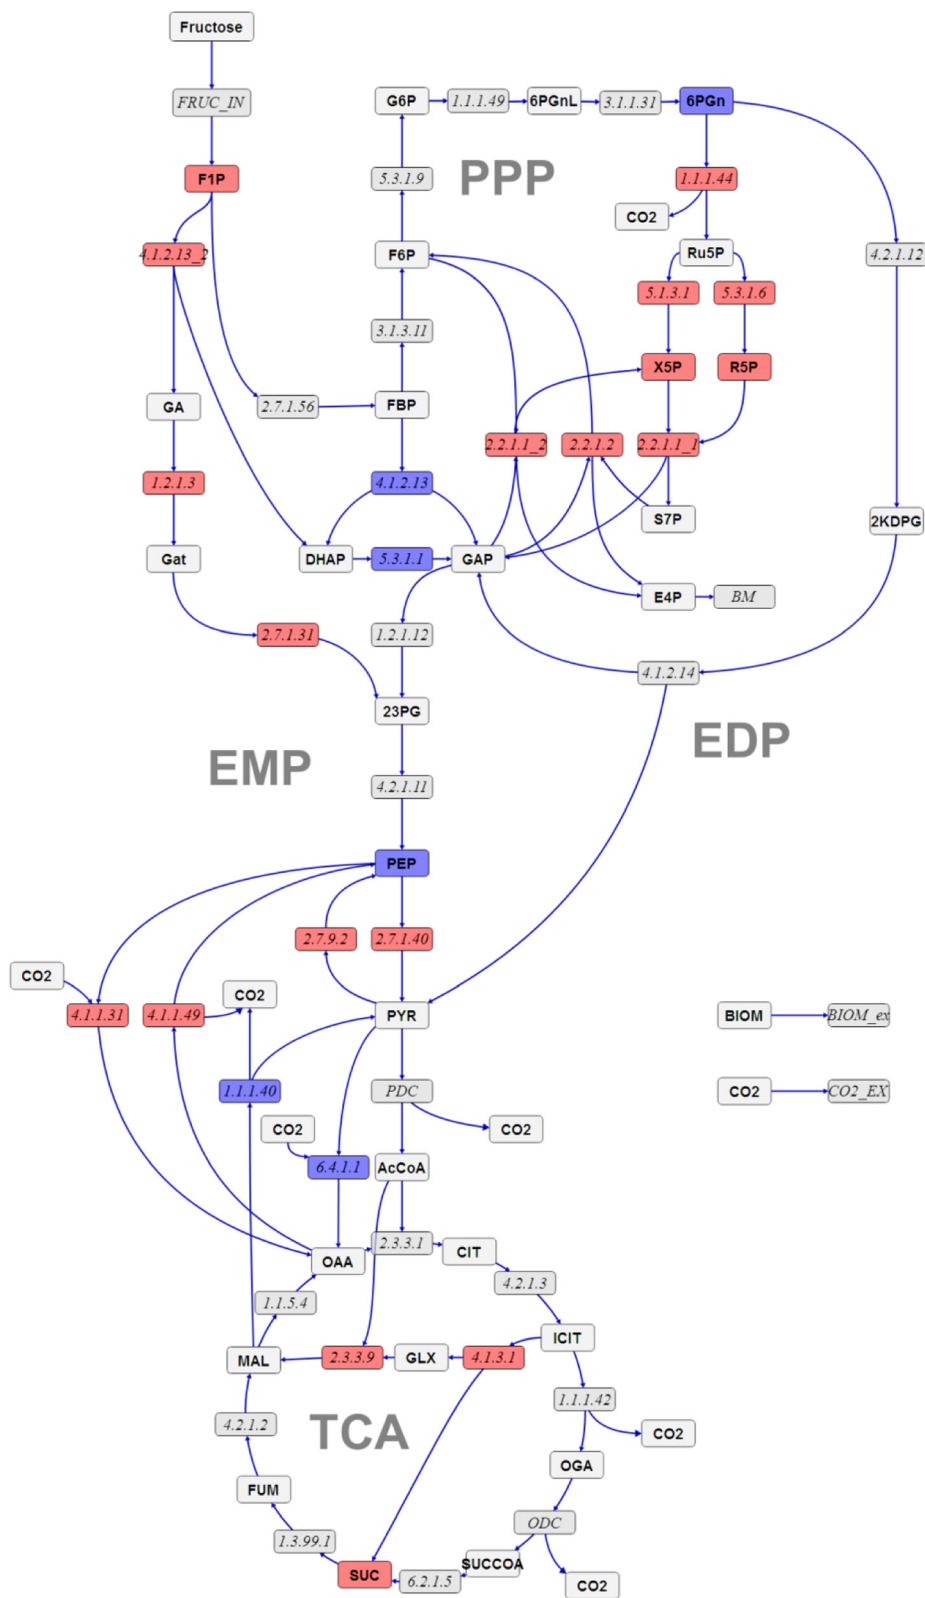 Fructose
FRUC_IN
G6P
1.1.1.49
6PGnL
3.1.1.31
6PGn
F1P
5.3.1.9
PPP
1.1.1.44
CO2
4.1.2.13_2
F6P
Ru5P
4.2.1.12
5.1.3.1
5.3.1.6
3.1.3.11
X5P
R5P
GA
2.7.1.56
FBP
2.2.1.1_2
2.2.1.2
2.2.1.1_1
1.2.1.3
4.1.2.13
S7P
2KDPG
Gat
DHAP
5.3.1.1
GAP
E4P
BM
2.7.1.31
1.2.1.12
4.1.2.14
23PG
EMP
EDP
4.2.1.11
PEP
2.7.9.2
2.7.1.40
CO2
CO2
4.1.1.31
4.1.1.49
PYR
BIOM
BIOM_ex
1.1.1.40
PDC
CO2
CO2_EX
CO2
CO2
6.4.1.1
AcCoA
OAA
2.3.3.1
CIT
4.2.1.3
1.1.5.4
ICIT
MAL
2.3.3.9
GLX
4.1.3.1
1.1.1.42
4.2.1.2
TCA
CO2
OGA
FUM
ODC
1.3.99.1
SUCCOA
SUC
6.2.1.5
CO2